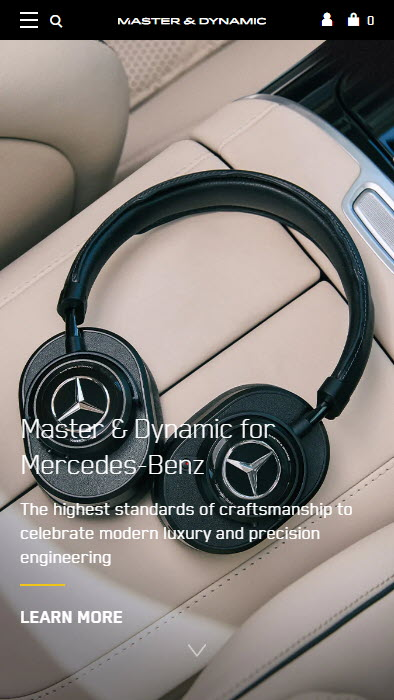 MASTER & DYNAMIC
0
Master & Dynamic for
Mercedes-Benz
The highest standards of craftsmanship to
celebrate modern luxury and precision
engineering
LEARN MORE